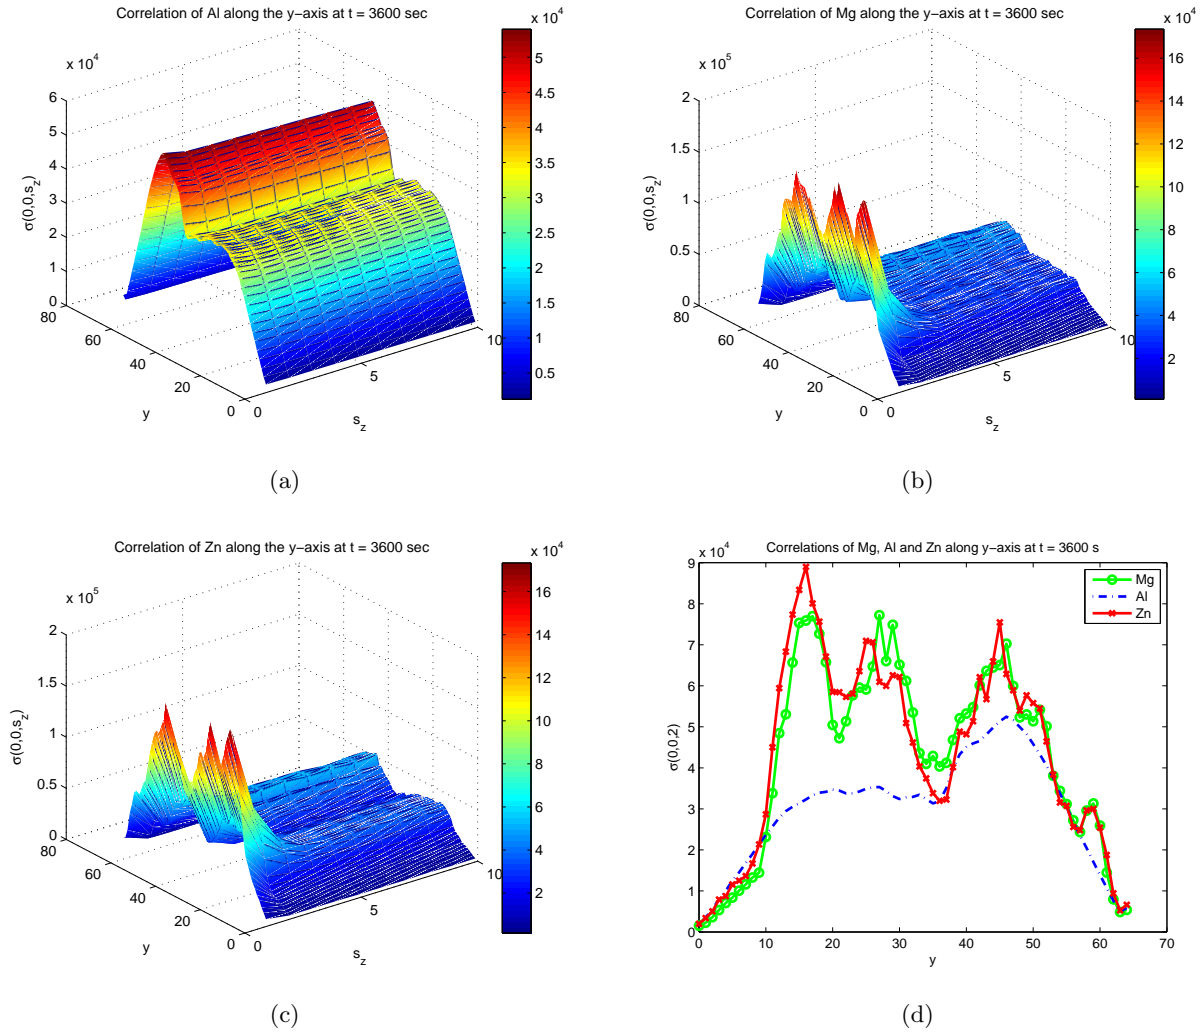 Correlation of Al along the y−axis at t = 3600 sec
x 10^4
x 10^4
6
5
4
3
2
1
0
σ(0,0,s_z)
80
60
40
20
0
y
0
5
10
s_z
5
4.5
4
3.5
3
2.5
2
1.5
1
0.5
(a)
Correlation of Mg along the y−axis at t = 3600 sec
x 10^4
x 10^5
2
1.5
1
0.5
0
σ(0,0,s_z)
80
60
40
20
0
y
0
5
10
s_z
16
14
12
10
8
6
4
2
(b)
Correlation of Zn along the y−axis at t = 3600 sec
x 10^4
x 10^5
2
1.5
1
0.5
0
σ(0,0,s_z)
80
60
40
20
0
y
0
5
10
s_z
16
14
12
10
8
6
4
2
(c)
Correlations of Mg, Al and Zn along y−axis at t = 3600 s
x 10^4
9
8
7
6
5
4
3
2
1
0
σ(0,0,2)
0 10 20 30 40 50 60 70
y
Mg
Al
Zn
(d)